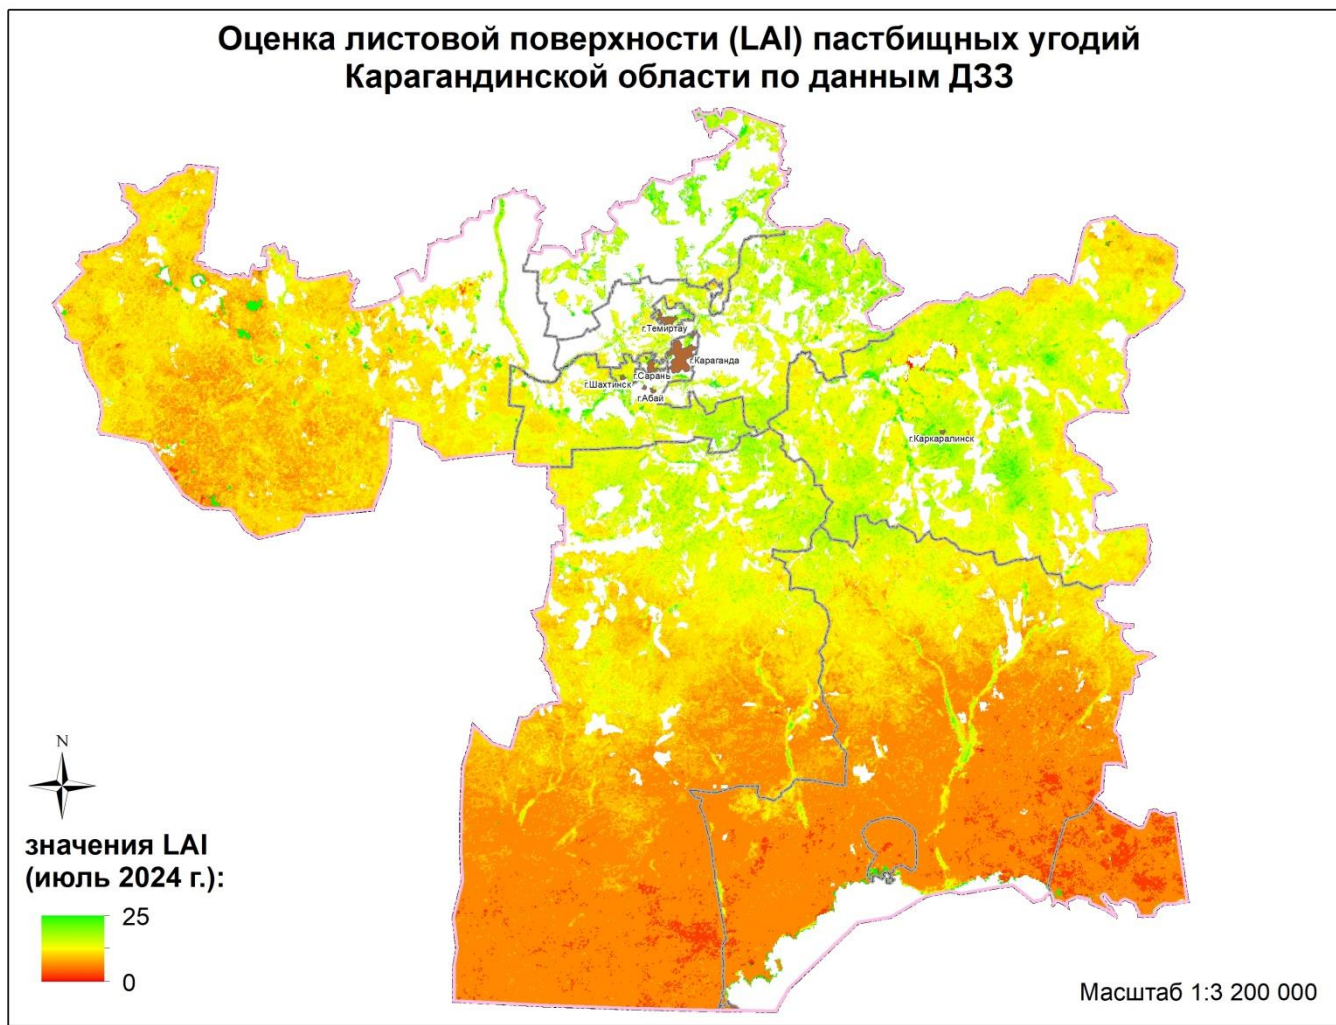 Оценка листовой поверхности (LAI) пастбищных угодий
Карагандинской области по данным ДЗЗ
г.Темиртау
г.Караганда
г.Сарань
г.Шахтинск
г.Абай
г.Каркаралинск
N
значения LAI
(июль 2024 г.):
25
0
Масштаб 1:3 200 000